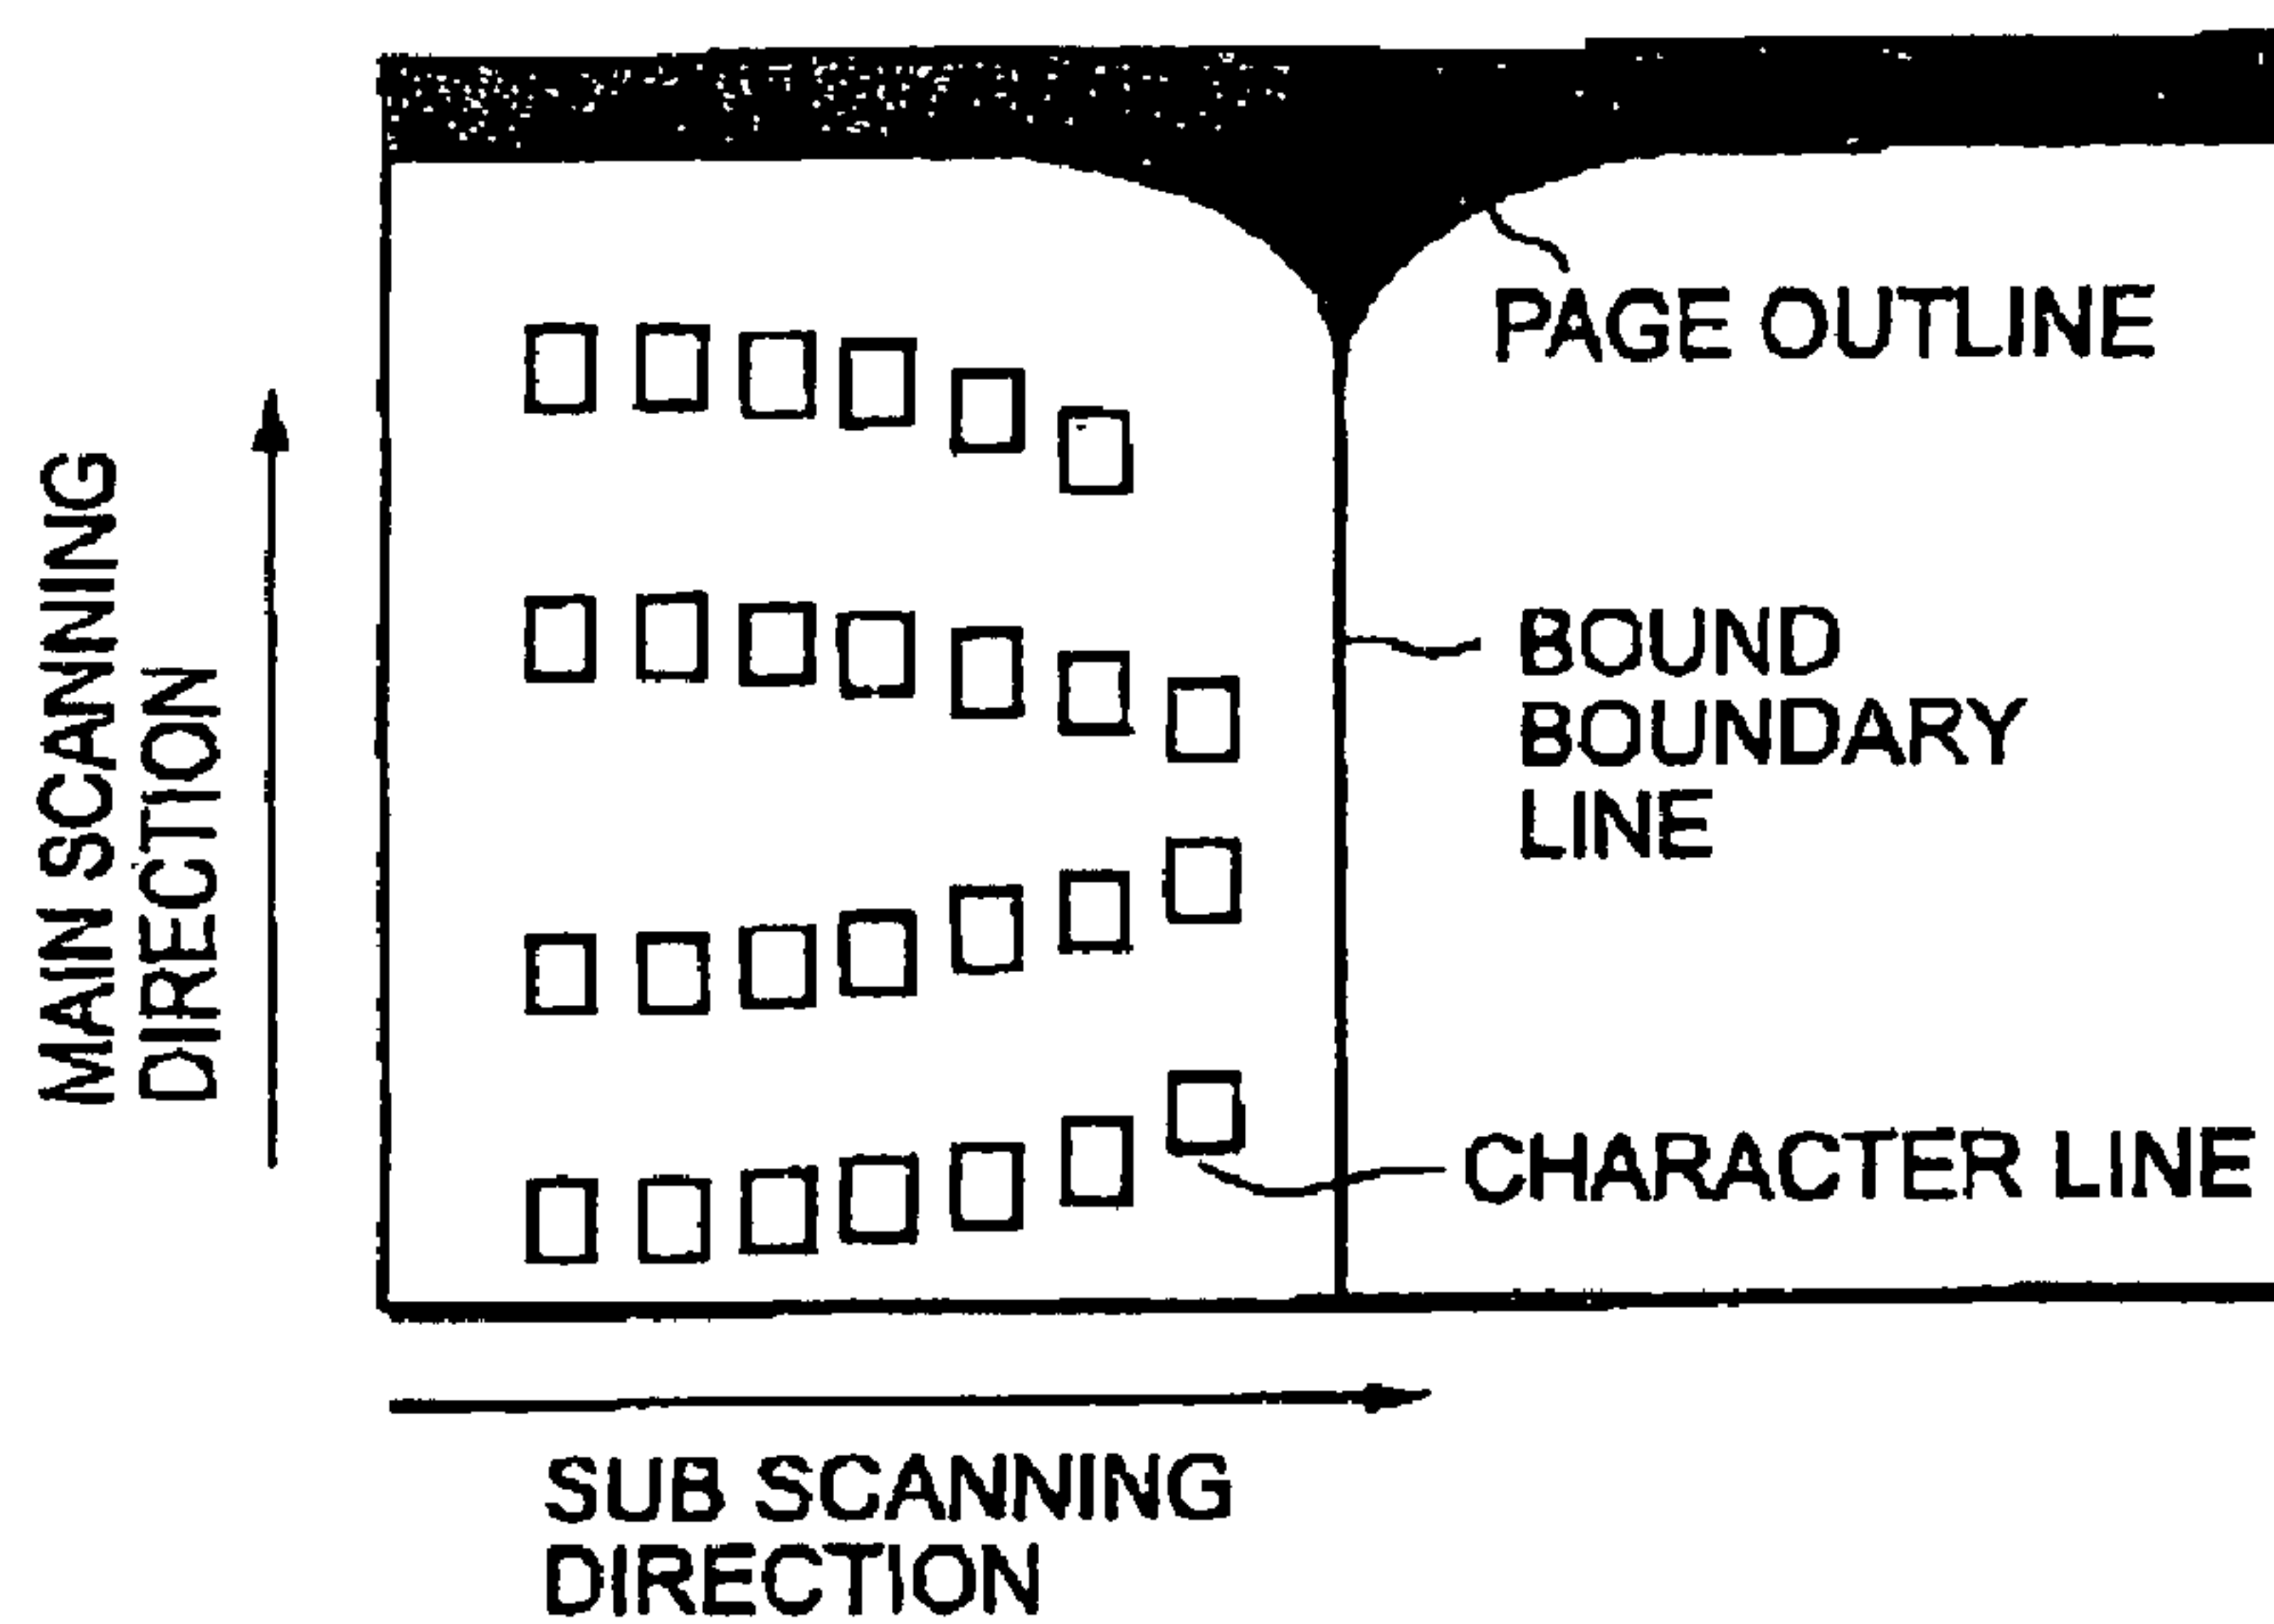 PAGE OUTLINE
MAIN SCANNING
DIRECTION
BOUND
BOUNDARY
LINE
CHARACTER LINE
SUB SCANNING
DIRECTION